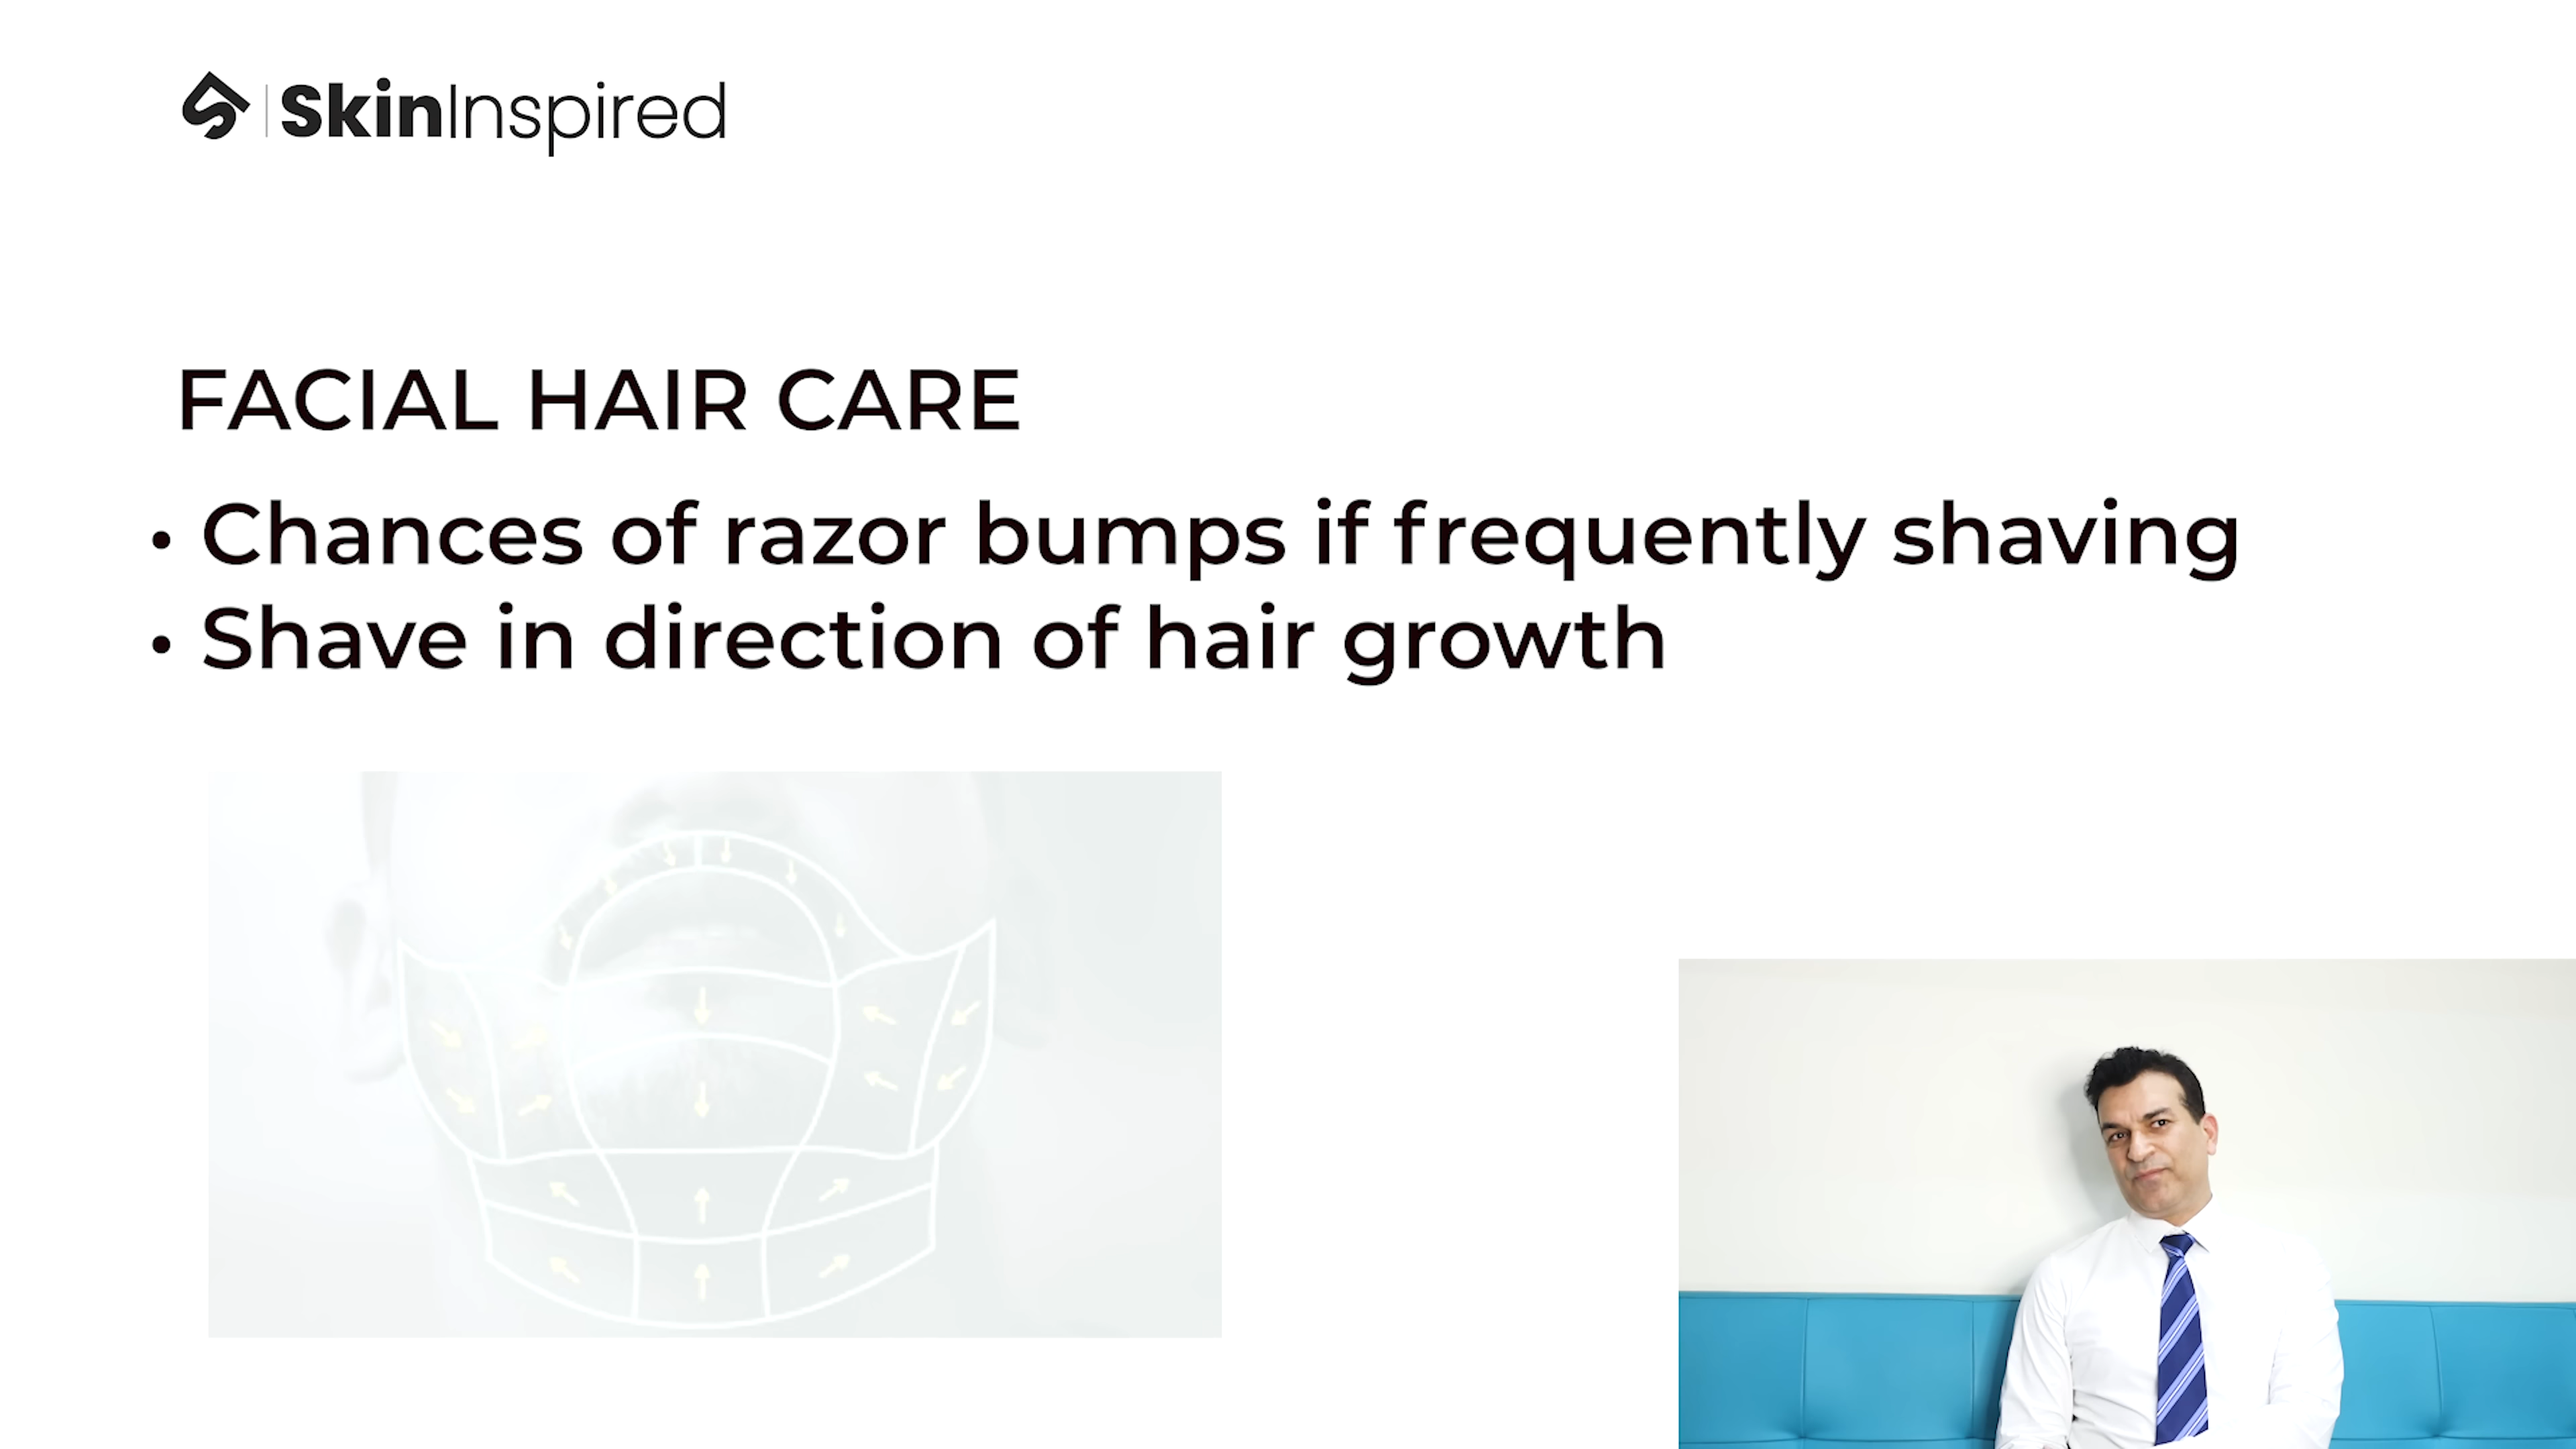 SkinInspired
FACIAL HAIR CARE
• Chances of razor bumps if frequently shaving
• Shave in direction of hair growth